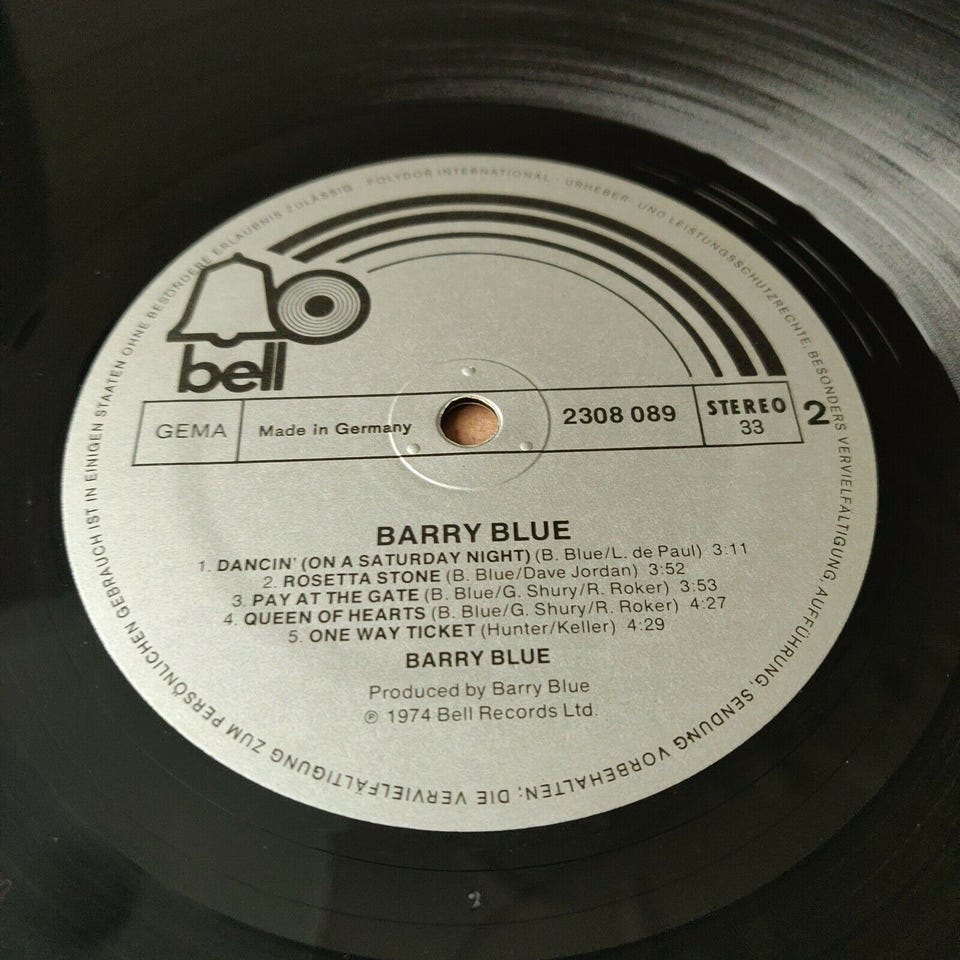 POLYDOR INTERNATIONAL · URHEBER- UND LEISTUNGSSCHUTZRECHTE, BESONDERS VERVIELFÄLTIGUNG, AUFFÜHRUNG, SENDUNG VORBEHALTEN; DIE VERVIELFÄLTIGUNG ZUM PERSÖNLICHEN GEBRAUCH IST IN EINIGEN STAATEN OHNE BESONDERE ERLAUBNIS ZULÄSSIG
bell
GEMA Made in Germany 2308 089 STEREO 2
33
BARRY BLUE
1. DANCIN' (ON A SATURDAY NIGHT) (B. Blue/L. de Paul) 3:11
2. ROSETTA STONE (B. Blue/Dave Jordan) 3:52
3. PAY AT THE GATE (B. Blue/G. Shury/R. Roker) 3:53
4. QUEEN OF HEARTS (B. Blue/G. Shury/R. Roker) 4:27
5. ONE WAY TICKET (Hunter/Keller) 4:29
BARRY BLUE
Produced by Barry Blue
℗ 1974 Bell Records Ltd.
2